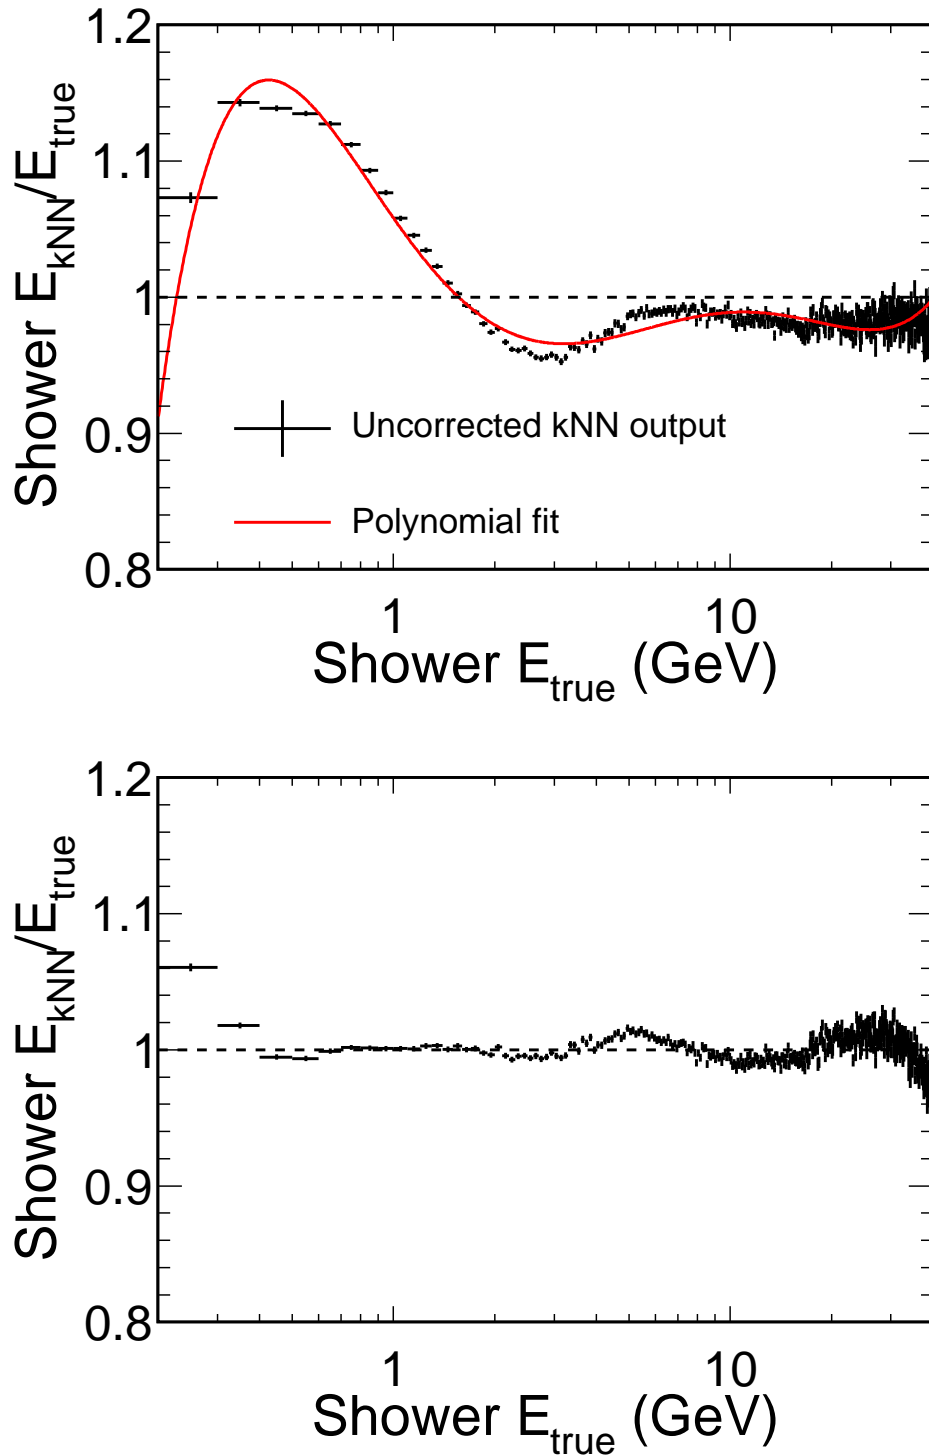 1.2
1.1
1
0.9
0.8
Shower E_kNN/E_true
Uncorrected kNN output
Polynomial fit
1 10
Shower E_true (GeV)
1.2
1.1
1
0.9
0.8
Shower E_kNN/E_true
1 10
Shower E_true (GeV)